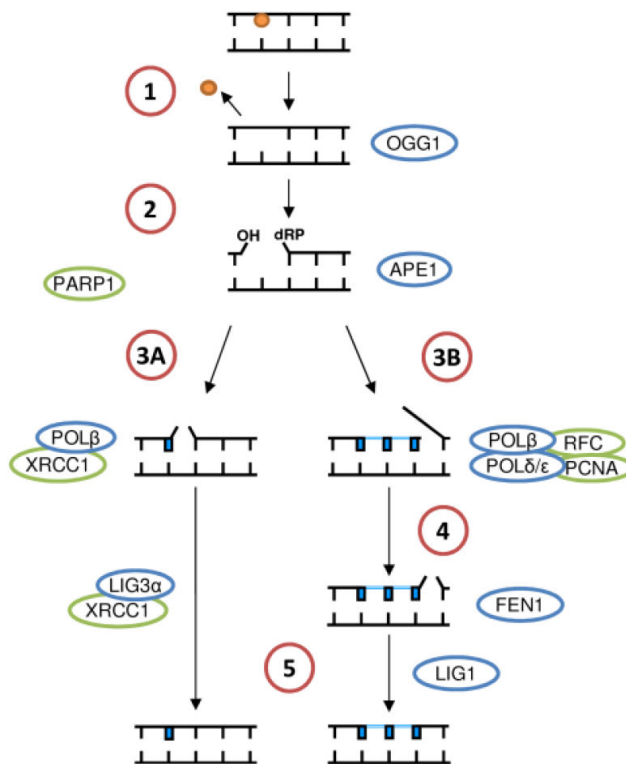 1
OGG1
2
OH dRP
PARP1
APE1
3A
3B
POLβ
XRCC1
POLβ RFC
POLδ/ε PCNA
4
LIG3α
XRCC1
FEN1
5
LIG1